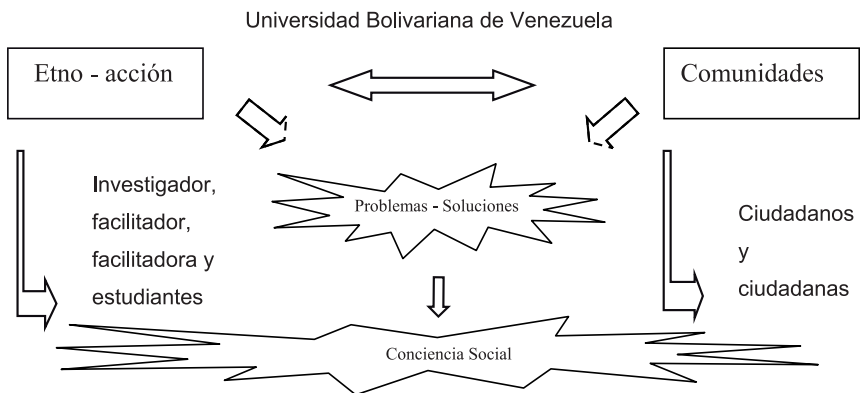 Universidad Bolivariana de Venezuela
Etno - acción
Comunidades
Investigador,
facilitador,
facilitadora y
estudiantes
Problemas - Soluciones
Ciudadanos
y
ciudadanas
Conciencia Social